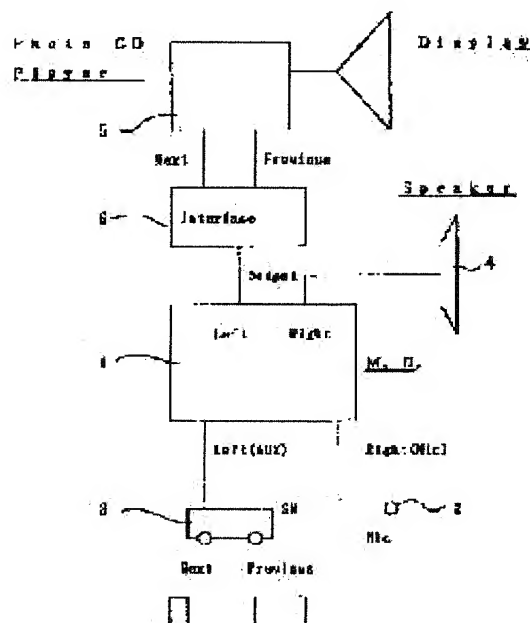 Photo CD
Player
Display
5
Next
Previous
Speaker
6
Interface
Output
4
Left
Right
1
M. D.
Left(AUX)
Right(Mic)
3
SW
2
Mic
Next
Previous